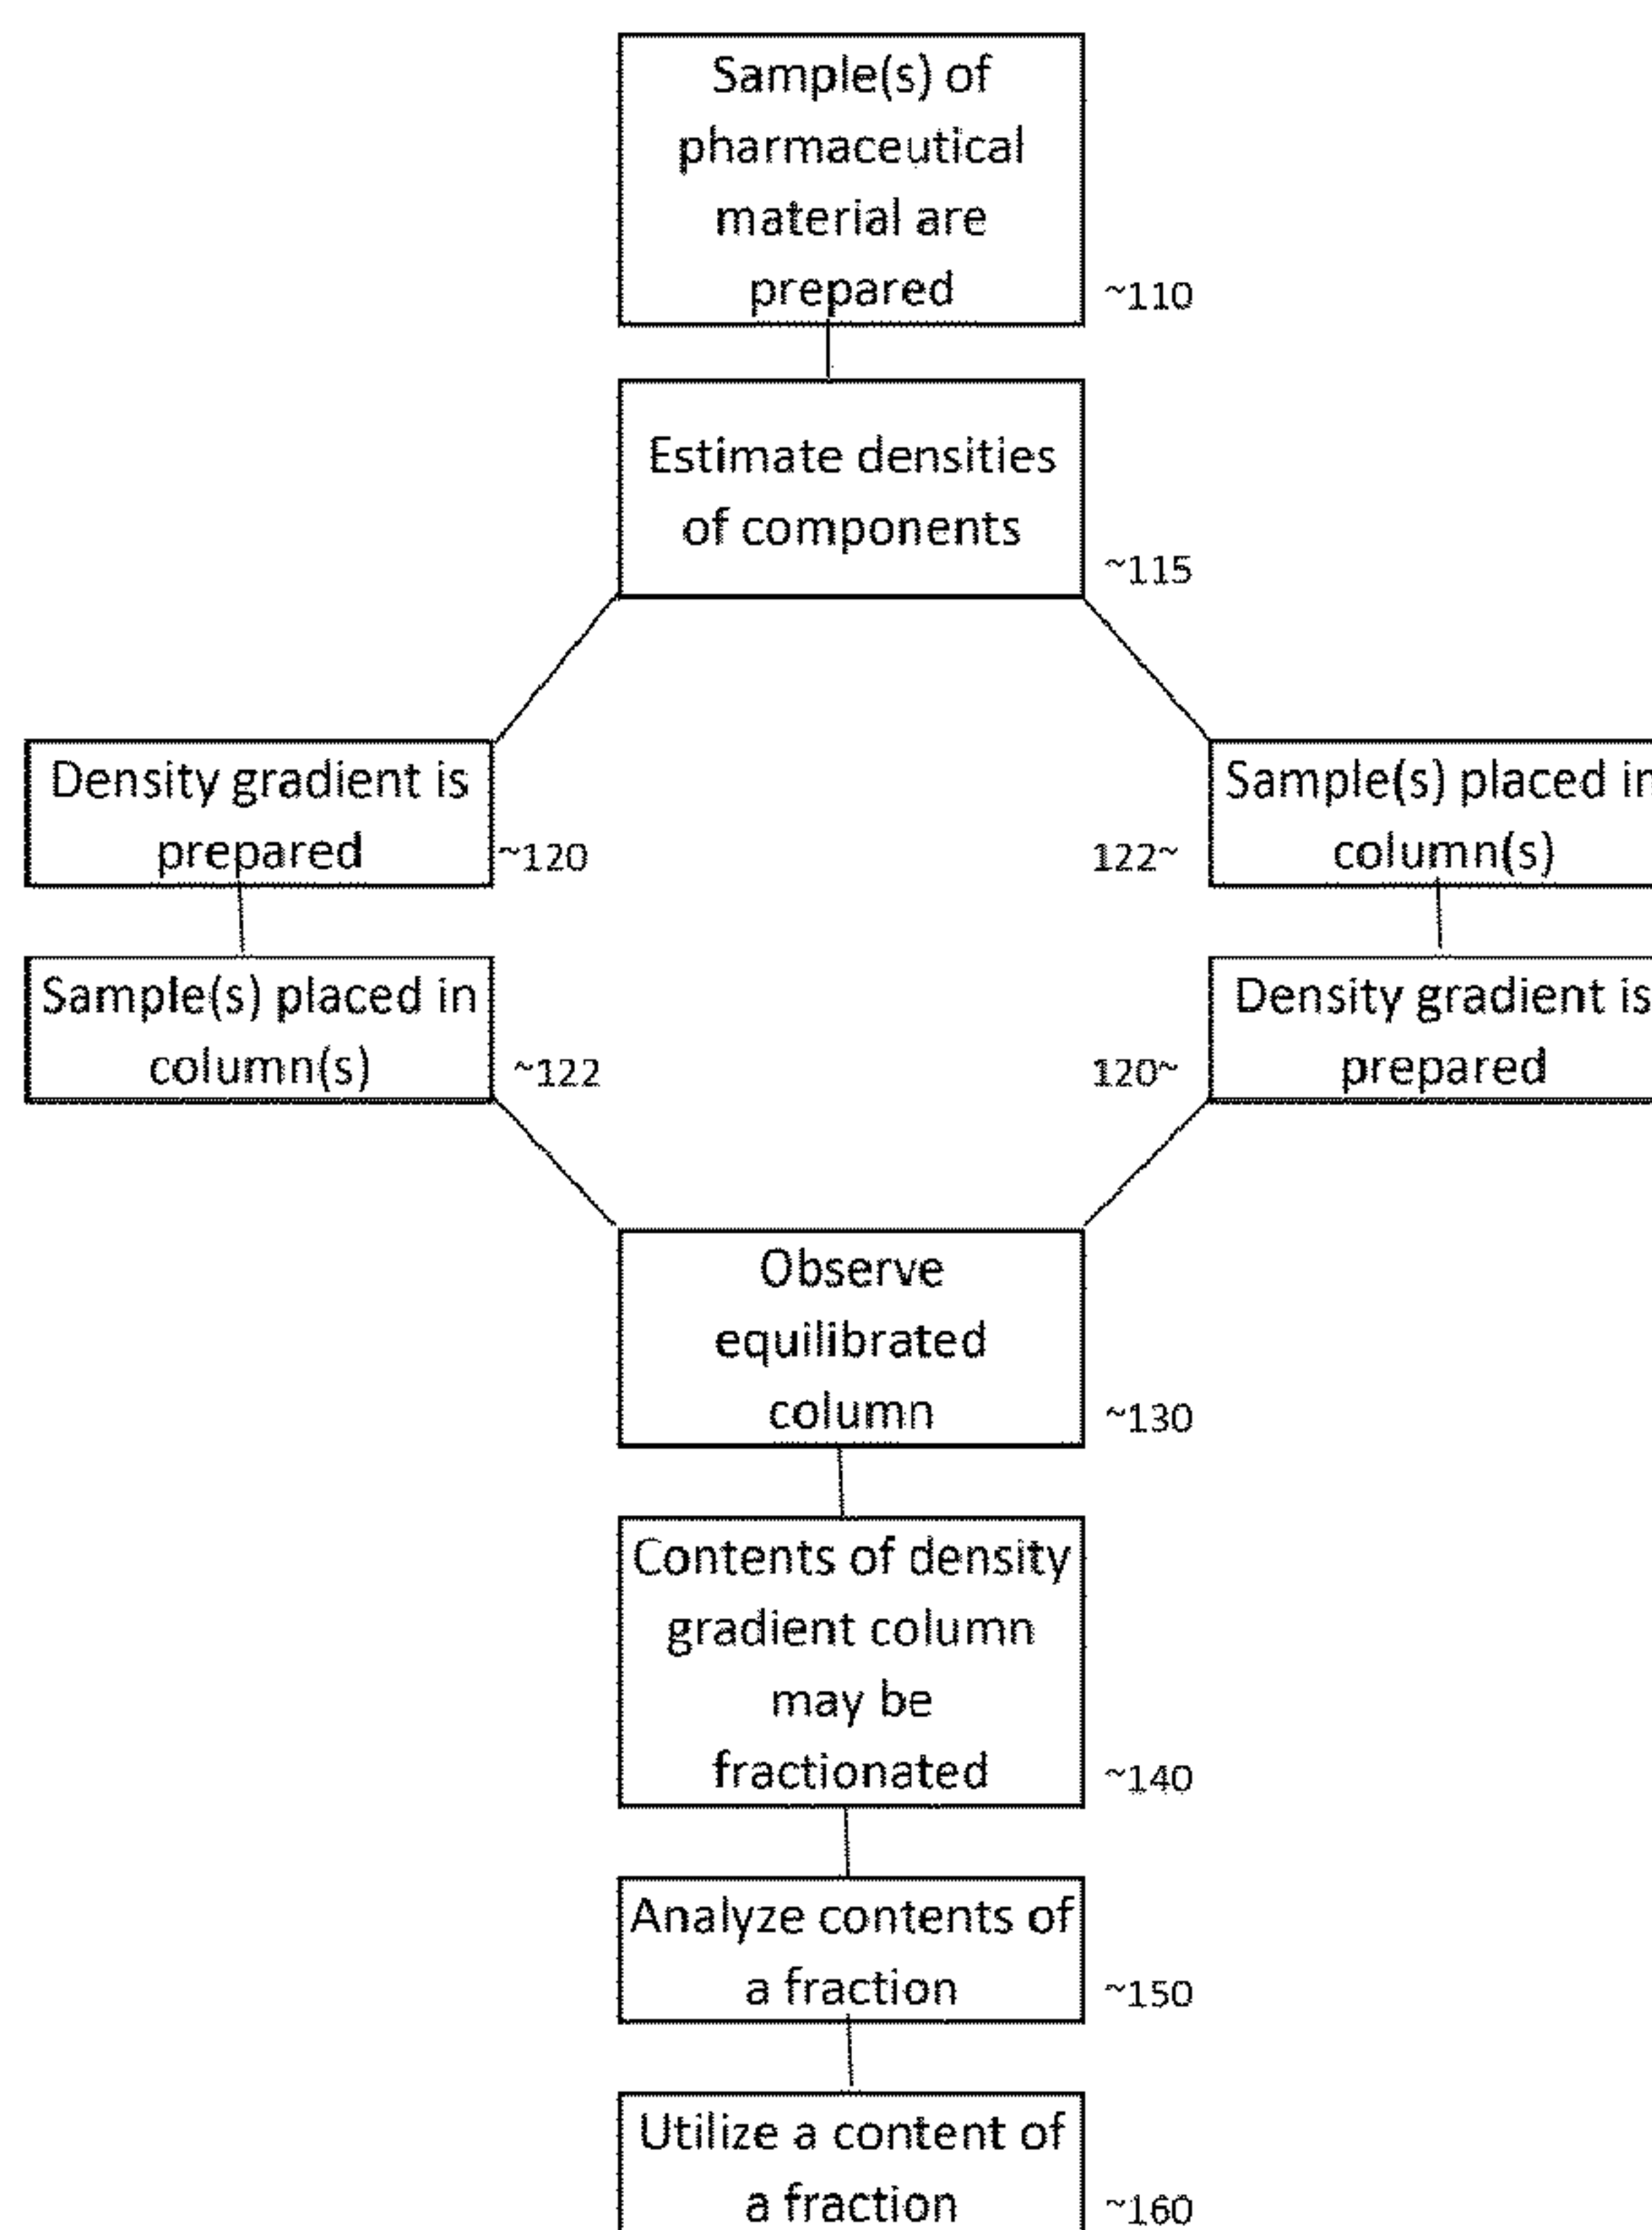 Sample(s) of
pharmaceutical
material are
prepared
~110
Estimate densities
of components
~115
Density gradient is
prepared
~120
Sample(s) placed in
column(s)
122~
Sample(s) placed in
column(s)
~122
Density gradient is
prepared
120~
Observe
equilibrated
column
~130
Contents of density
gradient column
may be
fractionated
~140
Analyze contents of
a fraction
~150
Utilize a content of
a fraction
~160